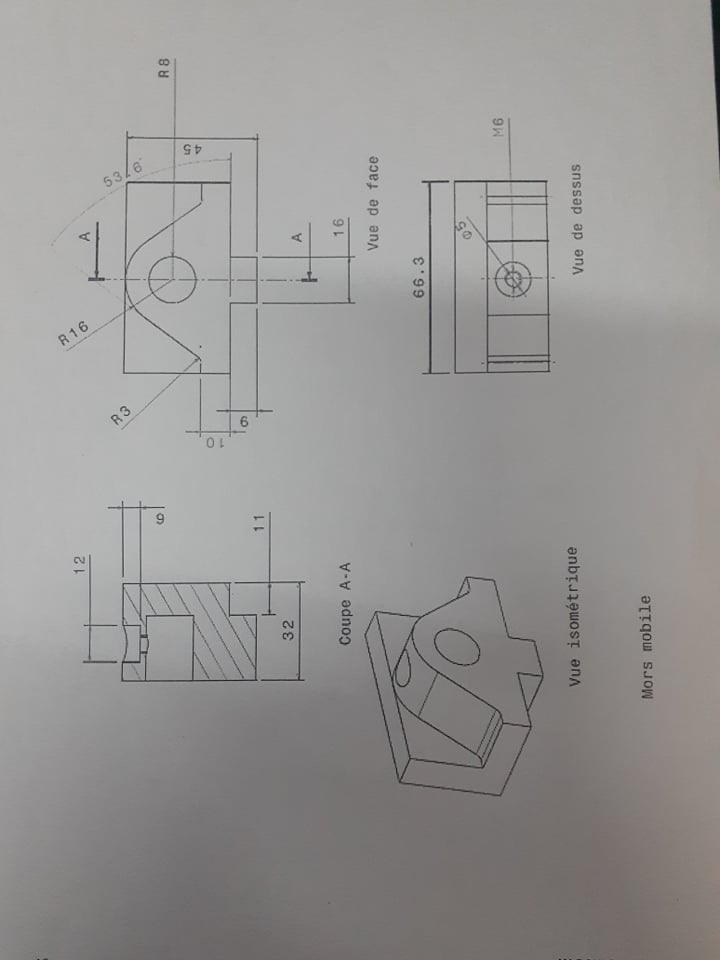 12
6
11
32
Coupe A-A
R16
R3
A
53.6°
R8
45
10
9
A
16
Vue de face
66.3
M6
Vue isométrique
Vue de dessus
Mors mobile